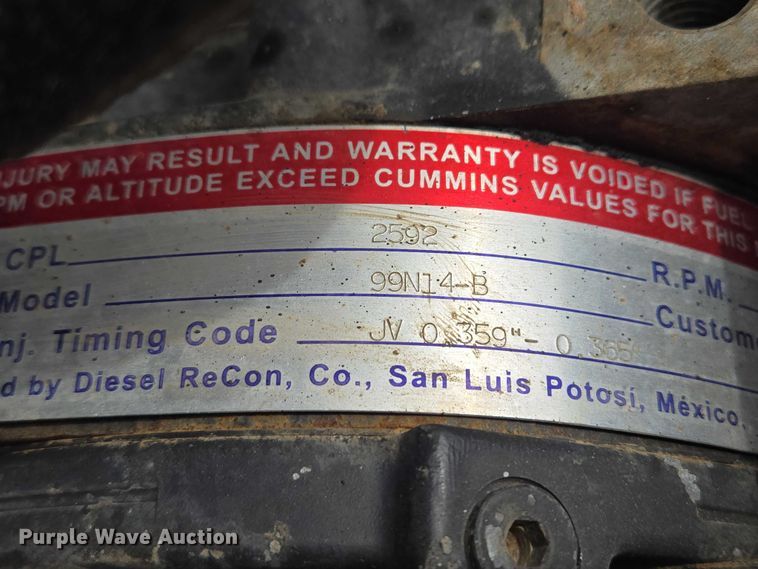 NJURY MAY RESULT AND WARRANTY IS VOIDED IF FUEL
PM OR ALTITUDE EXCEED CUMMINS VALUES FOR THIS
CPL 2592 R.P.M.
Model 99N14-B Custome
nj. Timing Code JV 0.359"- 0.365
d by Diesel ReCon, Co., San Luis Potosí, México.
Purple Wave Auction